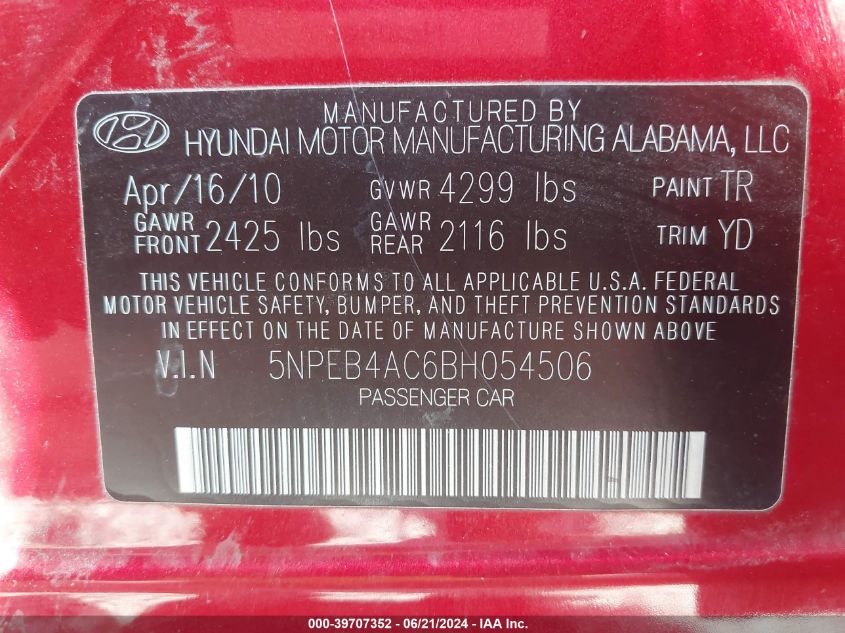 MANUFACTURED BY
HYUNDAI MOTOR MANUFACTURING ALABAMA, LLC
Apr/16/10 GVWR 4299 lbs PAINT TR
GAWR FRONT 2425 lbs GAWR REAR 2116 lbs TRIM YD
THIS VEHICLE CONFORMS TO ALL APPLICABLE U.S.A. FEDERAL
MOTOR VEHICLE SAFETY, BUMPER, AND THEFT PREVENTION STANDARDS
IN EFFECT ON THE DATE OF MANUFACTURE SHOWN ABOVE
V.I.N 5NPEB4AC6BH054506
PASSENGER CAR
000-39707352 - 06/21/2024 - IAA Inc.